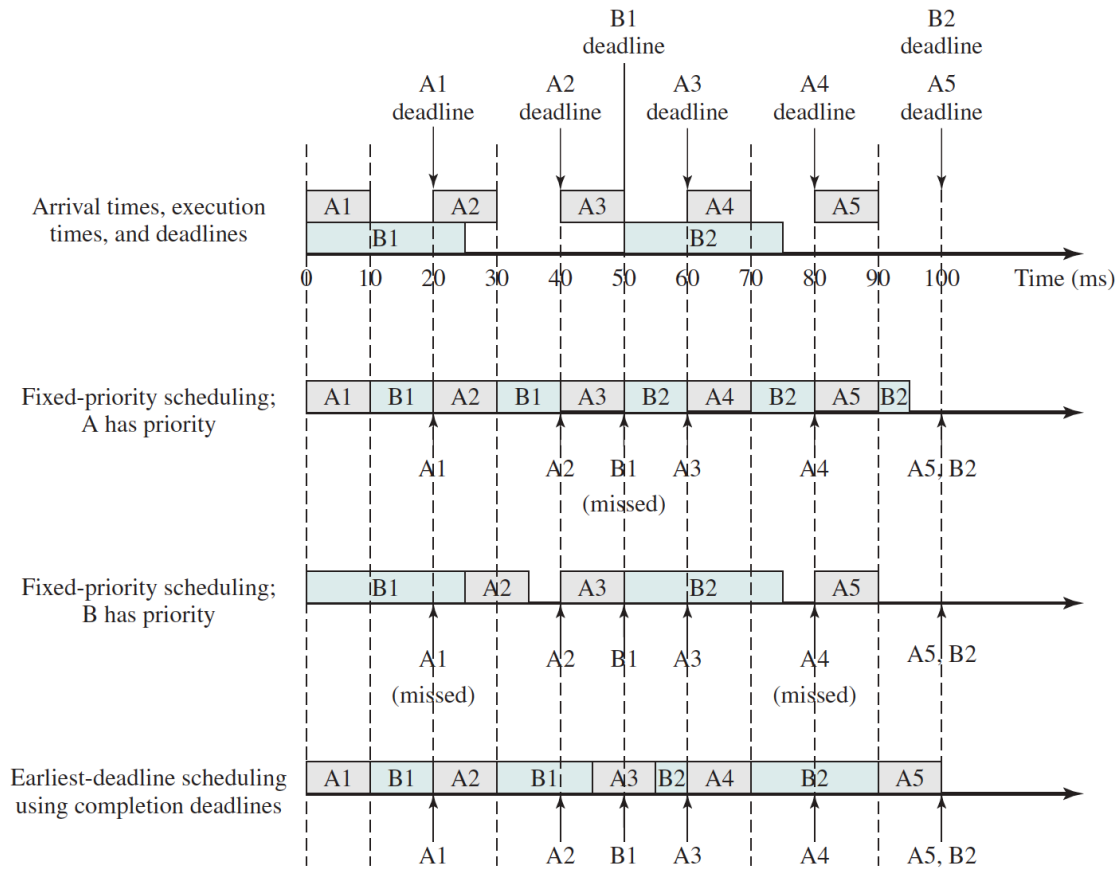 B1
deadline
B2
deadline
A1
deadline
A2
deadline
A3
deadline
A4
deadline
A5
deadline
Arrival times, execution
times, and deadlines
A1 A2 A3 A4 A5
B1 B2
0 10 20 30 40 50 60 70 80 90 100 Time (ms)
Fixed-priority scheduling;
A has priority
A1 B1 A2 B1 A3 B2 A4 B2 A5 B2
A1 A2 B1 A3 A4 A5, B2
(missed)
Fixed-priority scheduling;
B has priority
B1 A2 A3 B2 A5
A1 A2 B1 A3 A4 A5, B2
(missed) (missed)
Earliest-deadline scheduling
using completion deadlines
A1 B1 A2 B1 A3 B2 A4 B2 A5
A1 A2 B1 A3 A4 A5, B2